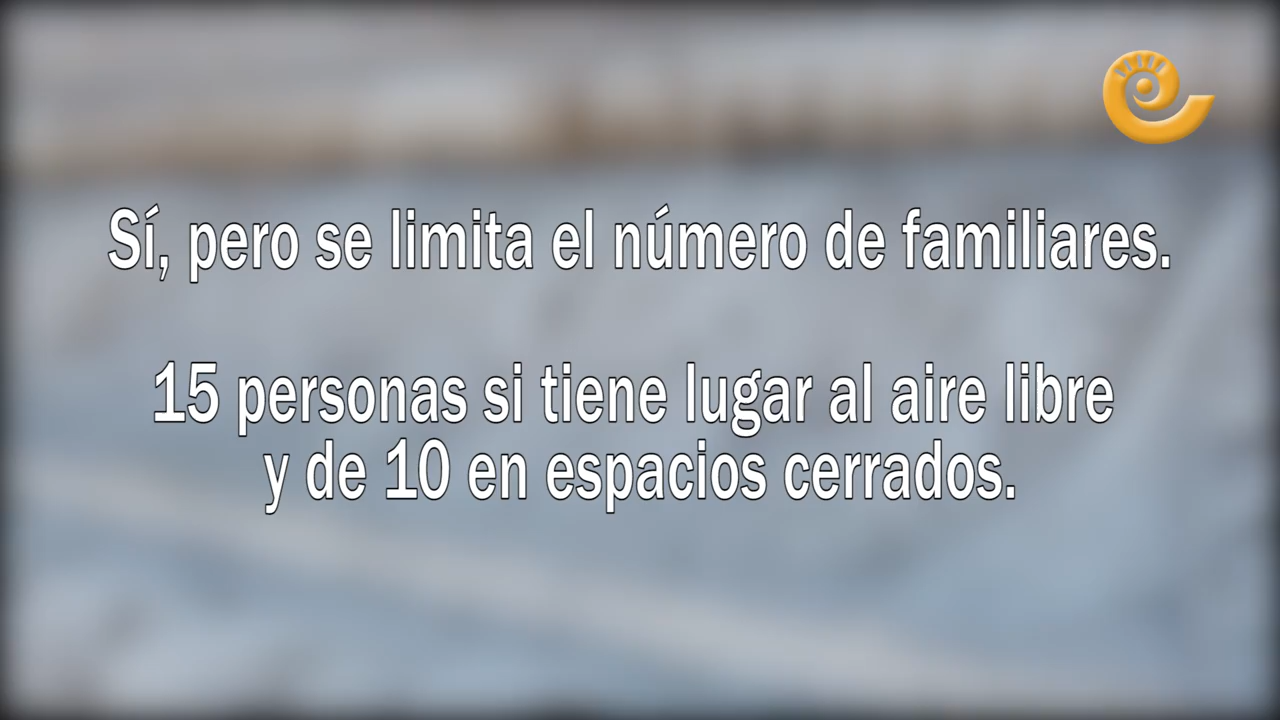 Sí, pero se limita el número de familiares.
15 personas si tiene lugar al aire libre
y de 10 en espacios cerrados.